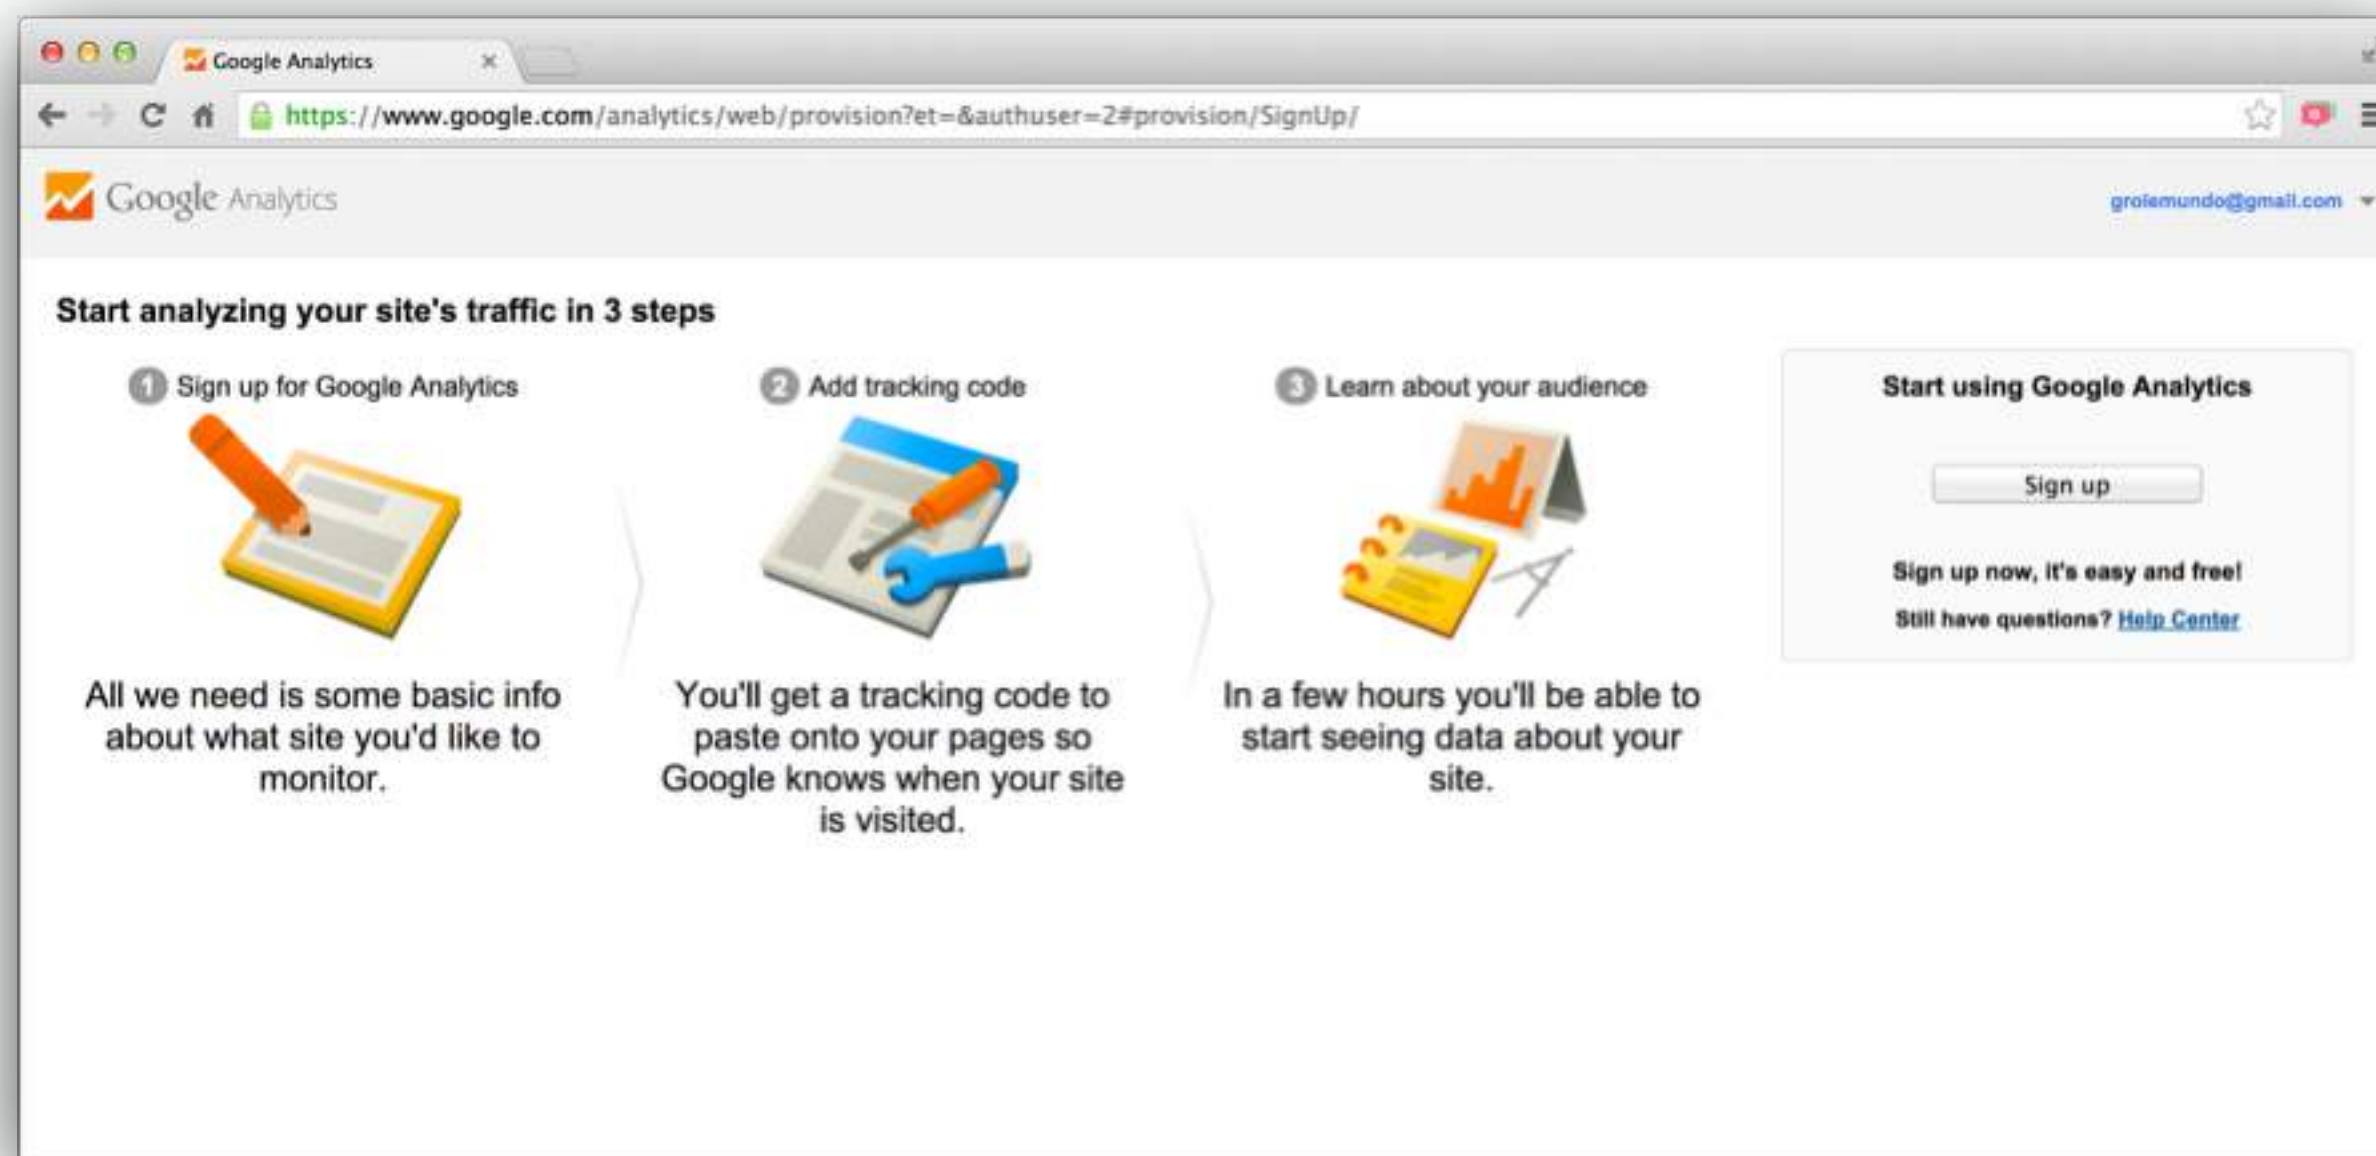 Google Analytics
https://www.google.com/analytics/web/provision?et=&authuser=2#provision/SignUp/
Google Analytics
grolemundo@gmail.com
Start analyzing your site's traffic in 3 steps
1 Sign up for Google Analytics
All we need is some basic info
about what site you'd like to
monitor.
2 Add tracking code
You'll get a tracking code to
paste onto your pages so
Google knows when your site
is visited.
3 Learn about your audience
In a few hours you'll be able to
start seeing data about your
site.
Start using Google Analytics
Sign up
Sign up now, it's easy and free!
Still have questions? Help Center